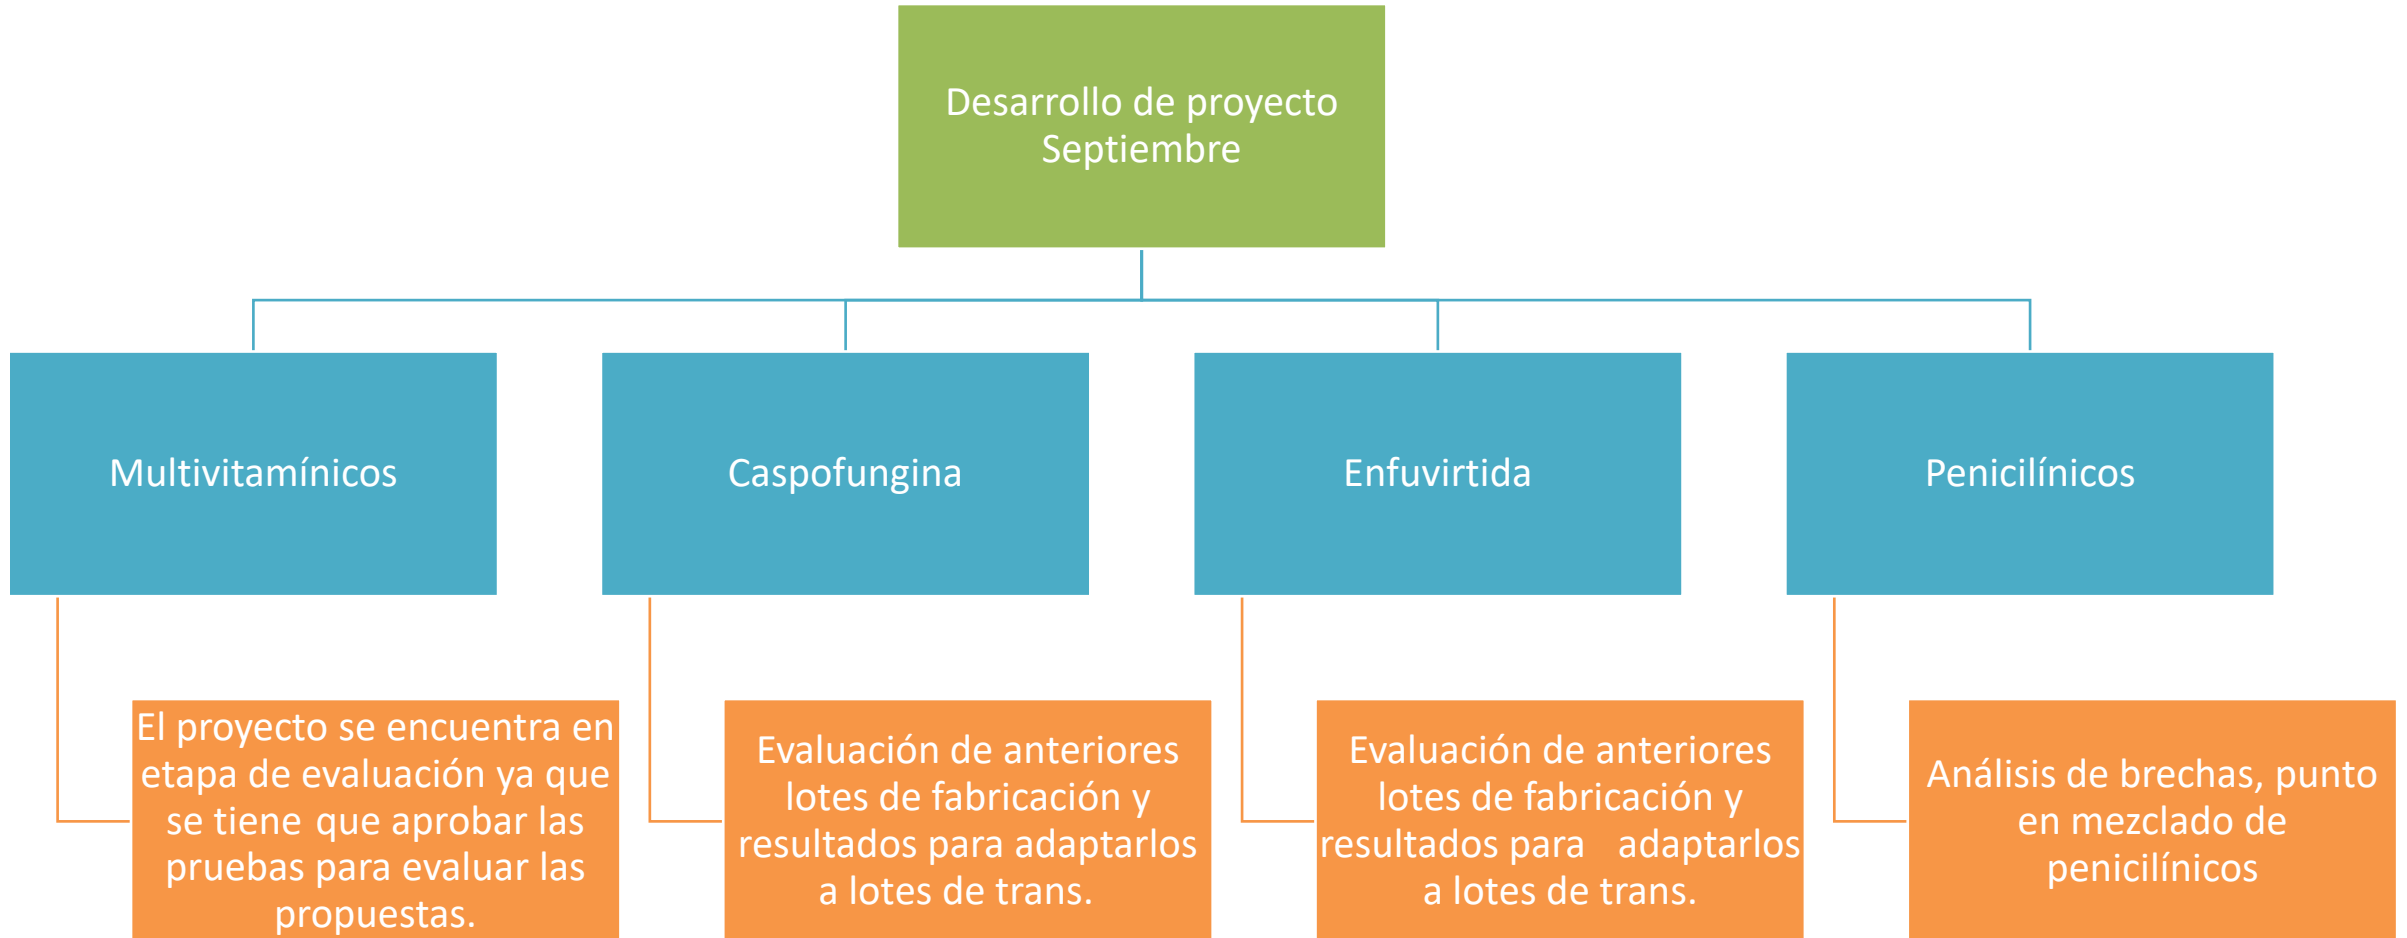 Desarrollo de proyecto
Septiembre
Multivitamínicos
Caspofungina
Enfuvirtida
Penicilínicos
El proyecto se encuentra en
etapa de evaluación ya que
se tiene que aprobar las
pruebas para evaluar las
propuestas.
Evaluación de anteriores
lotes de fabricación y
resultados para adaptarlos
a lotes de trans.
Evaluación de anteriores
lotes de fabricación y
resultados para adaptarlos
a lotes de trans.
Análisis de brechas, punto
en mezclado de
penicilínicos